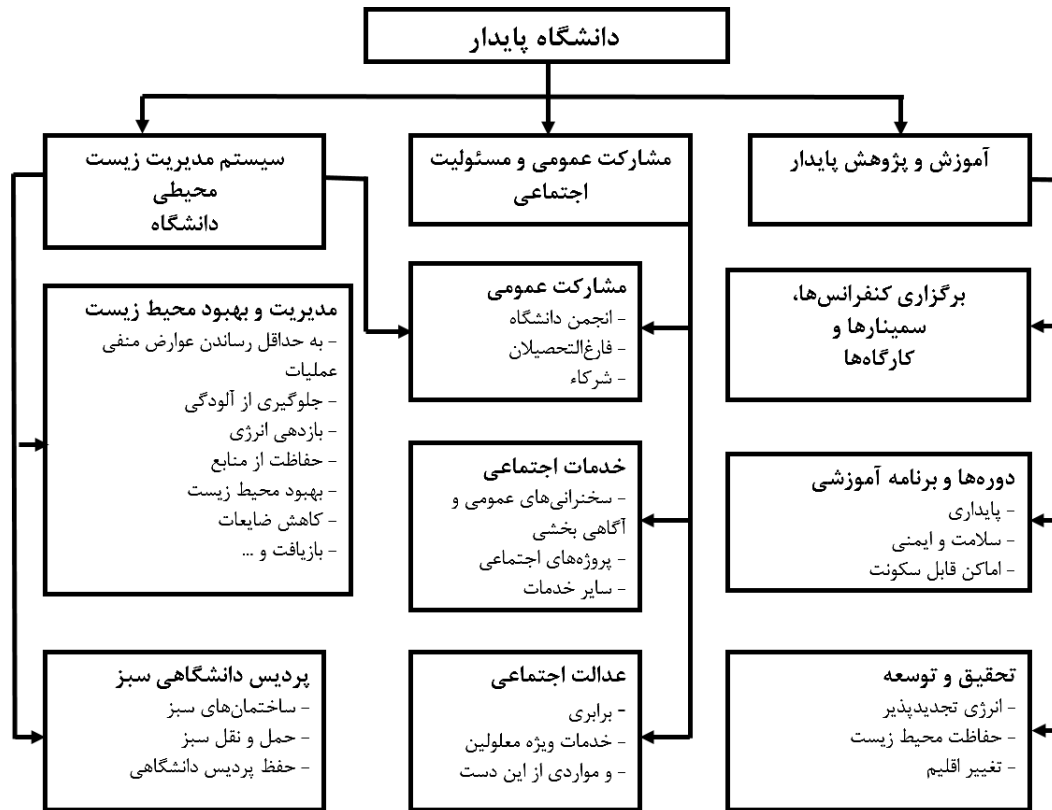 دانشگاه پایدار
آموزش و پژوهش پایدار
مشارکت عمومی و مسئولیت
اجتماعی
سیستم مدیریت زیست
محیطی
دانشگاه
برگزاری کنفرانس‌ها،
سمینارها و
کارگاه‌ها
دوره‌ها و برنامه آموزشی
- پایداری
- سلامت و ایمنی
- اماکن قابل سکونت
تحقیق و توسعه
- انرژی تجدیدپذیر
- حفاظت محیط زیست
- تغییر اقلیم
مشارکت عمومی
- انجمن دانشگاه
- فارغ‌التحصیلان
- شرکاء
خدمات اجتماعی
- سخنرانی‌های عمومی و
آگاهی بخشی
- پروژه‌های اجتماعی
- سایر خدمات
عدالت اجتماعی
- برابری
- خدمات ویژه معلولین
- و مواردی از این دست
مدیریت و بهبود محیط زیست
- به حداقل رساندن عوارض منفی
عملیات
- جلوگیری از آلودگی
- بازدهی انرژی
- حفاظت از منابع
- بهبود محیط زیست
- کاهش ضایعات
- بازیافت و ...
پردیس دانشگاهی سبز
- ساختمان‌های سبز
- حمل و نقل سبز
- حفظ پردیس دانشگاهی